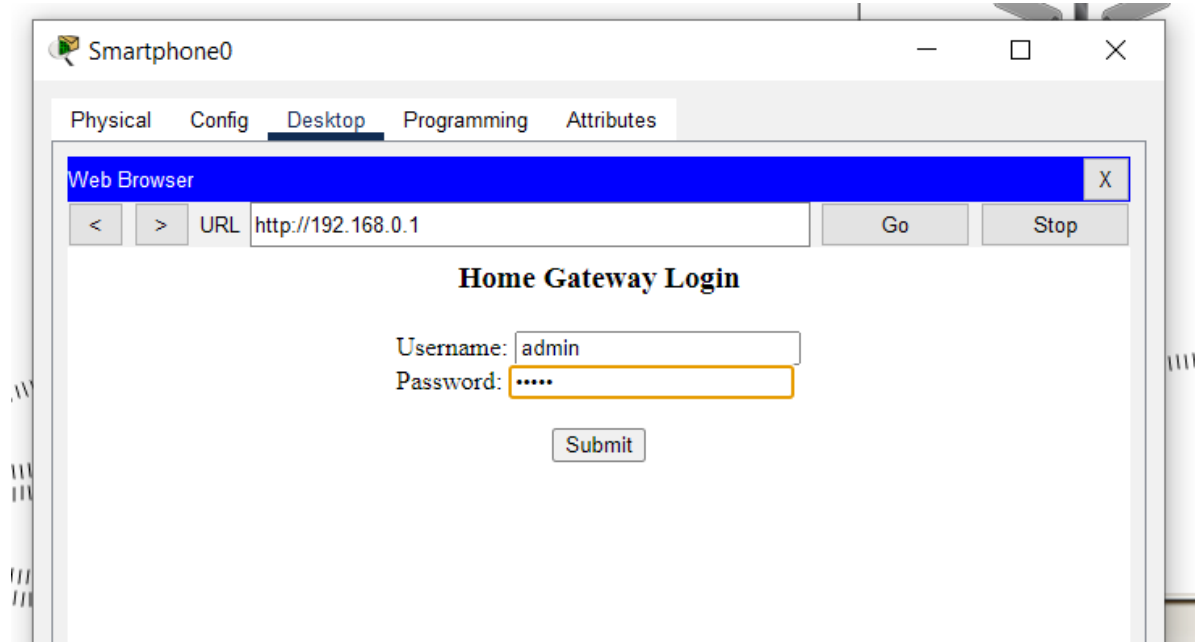 Smartphone0
Physical Config Desktop Programming Attributes
Web Browser X
< > URL http://192.168.0.1 Go Stop
Home Gateway Login
Username: admin
Password: •••••
Submit